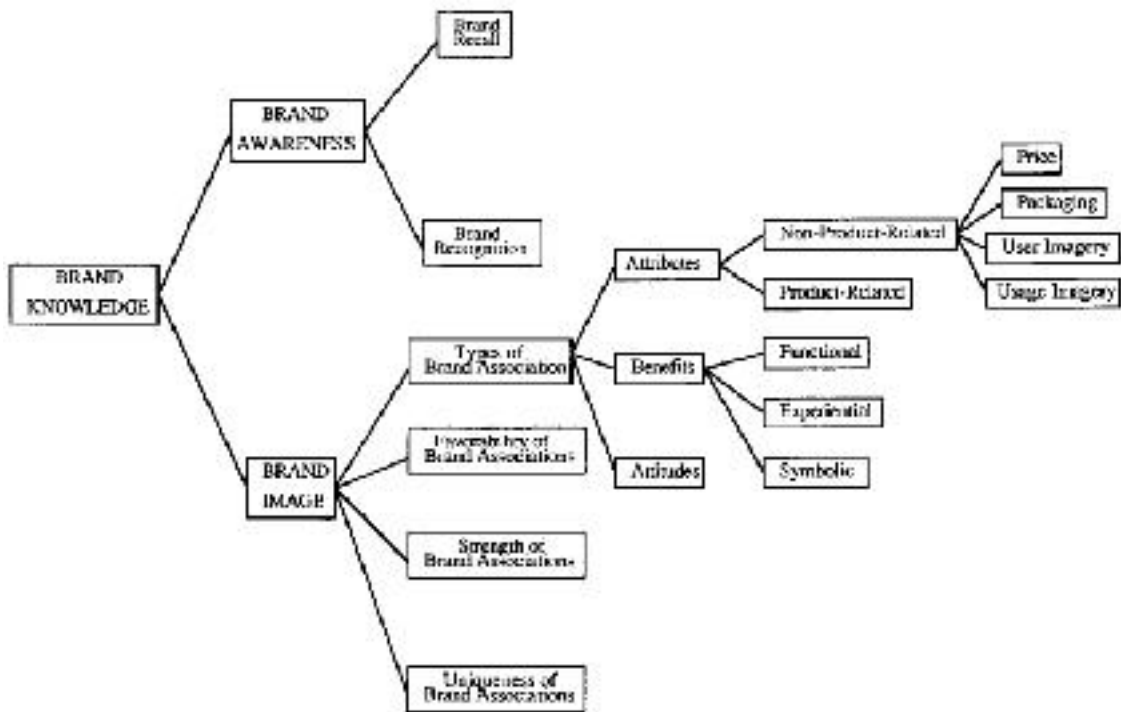 Brand
Recall
BRAND
AWARENESS
Brand
Recognition
BRAND
KNOWLEDGE
Types of
Brand Association
Favorability of
Brand Associations
BRAND
IMAGE
Strength of
Brand Associations
Uniqueness of
Brand Associations
Attributes
Benefits
Attitudes
Non-Product-Related
Product-Related
Functional
Experiential
Symbolic
Price
Packaging
User Imagery
Usage Imagery